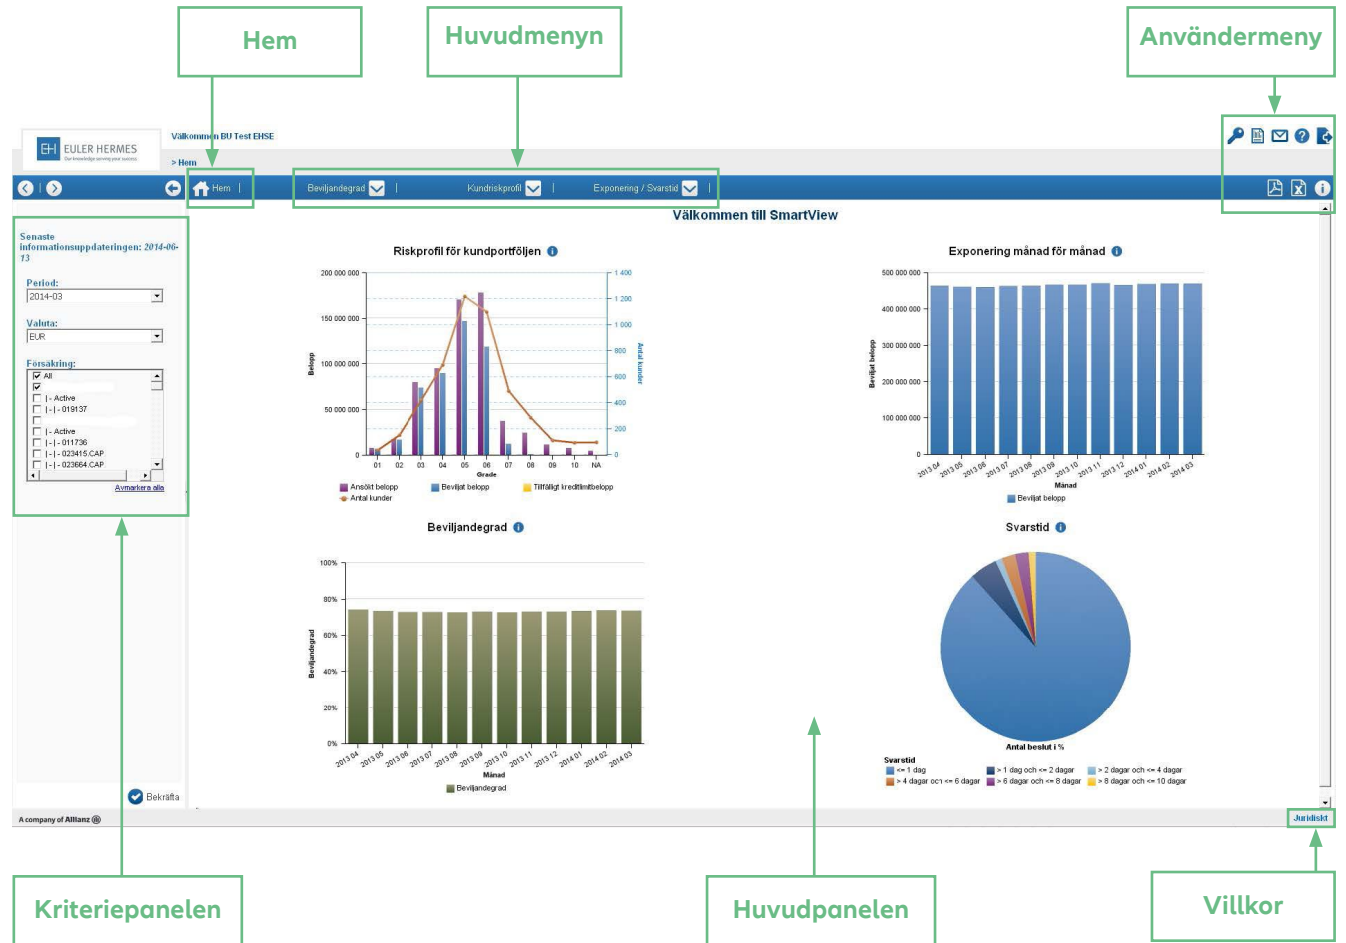 Hem
Huvudmenyn
Användermeny
EH EULER HERMES
Our knowledge serving your success
Välkommen BU Test EHSE
> Hem
Hem |
Beviljandegrad |
Kundriskprofil |
Exponering / Svarstid |
Välkommen till SmartView
Senaste
informationsuppdateringen: 2014-06-
13
Period:
2014-03
Valuta:
EUR
Försäkring:
All
|- Active
|-|- 019137
|- Active
|-|- 011736
|-|- 023415.CAP
|-|- 023664.CAP
Avmarkera alla
Bekräfta
Riskprofil för kundportföljen
200 000 000
150 000 000
100 000 000
50 000 000
0
Belopp
1 400
1 200
1 000
800
600
400
200
0
Antal kunder
01 02 03 04 05 06 07 08 09 10 NA
Grade
Ansökt belopp Beviljat belopp Tillfälligt kreditlimitbelopp
Antal kunder
Exponering månad för månad
500 000 000
400 000 000
300 000 000
200 000 000
100 000 000
0
Beviljat belopp
2013 04 2013 05 2013 06 2013 07 2013 08 2013 09 2013 10 2013 11 2013 12 2014 01 2014 02 2014 03
Månad
Beviljat belopp
Beviljandegrad
100%
80%
60%
40%
20%
0%
Beviljandegrad
2013 04 2013 05 2013 06 2013 07 2013 08 2013 09 2013 10 2013 11 2013 12 2014 01 2014 02 2014 03
Månad
Beviljandegrad
Svarstid
Antal beslut i %
Svarstid
<= 1 dag > 1 dag och <= 2 dagar > 2 dagar och <= 4 dagar
> 4 dagar och <= 6 dagar > 6 dagar och <= 8 dagar > 8 dagar och <= 10 dagar
A company of Allianz
Juridiskt
Kriteriepanelen
Huvudpanelen
Villkor